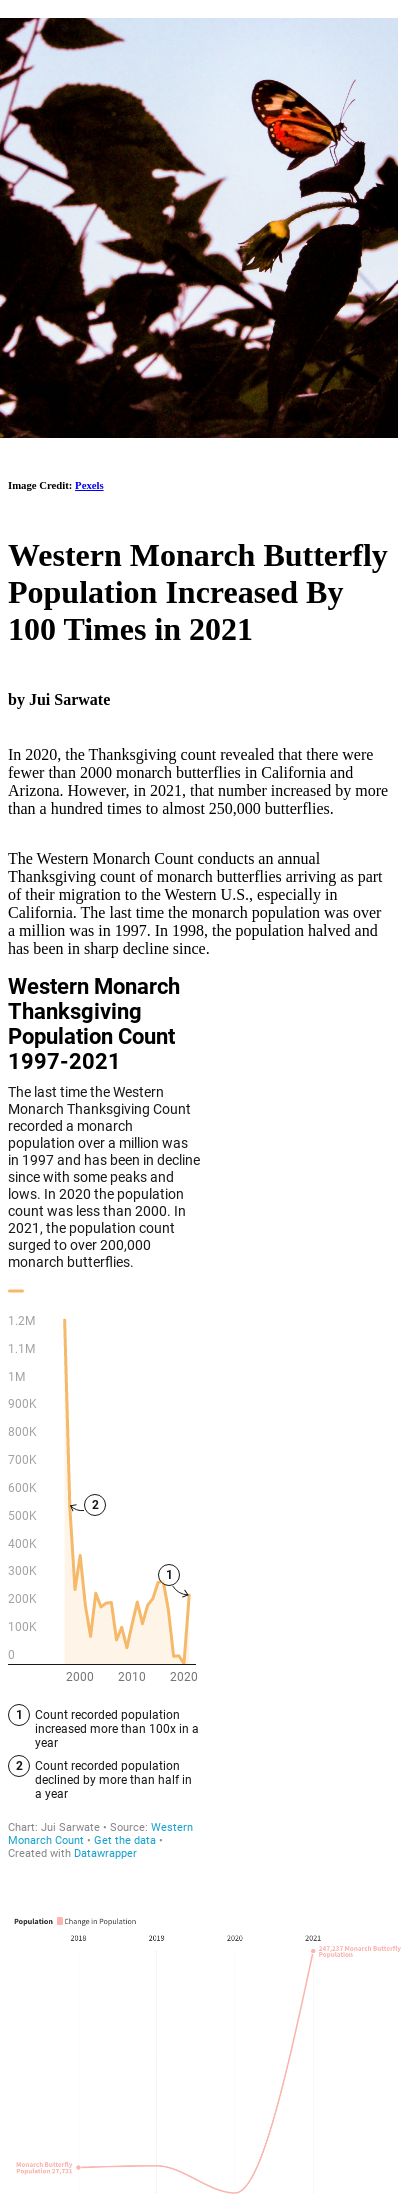 Image Credit: Pexels
Western Monarch Butterfly
Population Increased By
100 Times in 2021
by Jui Sarwate
In 2020, the Thanksgiving count revealed that there were
fewer than 2000 monarch butterflies in California and
Arizona. However, in 2021, that number increased by more
than a hundred times to almost 250,000 butterflies.
The Western Monarch Count conducts an annual
Thanksgiving count of monarch butterflies arriving as part
of their migration to the Western U.S., especially in
California. The last time the monarch population was over
a million was in 1997. In 1998, the population halved and
has been in sharp decline since.
Western Monarch
Thanksgiving
Population Count
1997-2021
The last time the Western
Monarch Thanksgiving Count
recorded a monarch
population over a million was
in 1997 and has been in decline
since with some peaks and
lows. In 2020 the population
count was less than 2000. In
2021, the population count
surged to over 200,000
monarch butterflies.
1.2M
1.1M
1M
900K
800K
700K
600K
2
500K
400K
300K
1
200K
100K
0
2000 2010 2020
1 Count recorded population
increased more than 100x in a
year
2 Count recorded population
declined by more than half in
a year
Chart: Jui Sarwate • Source: Western
Monarch Count • Get the data •
Created with Datawrapper
Population Change in Population
2018 2019 2020 2021
247,237 Monarch Butterfly
Population
Monarch Butterfly
Population 27,721